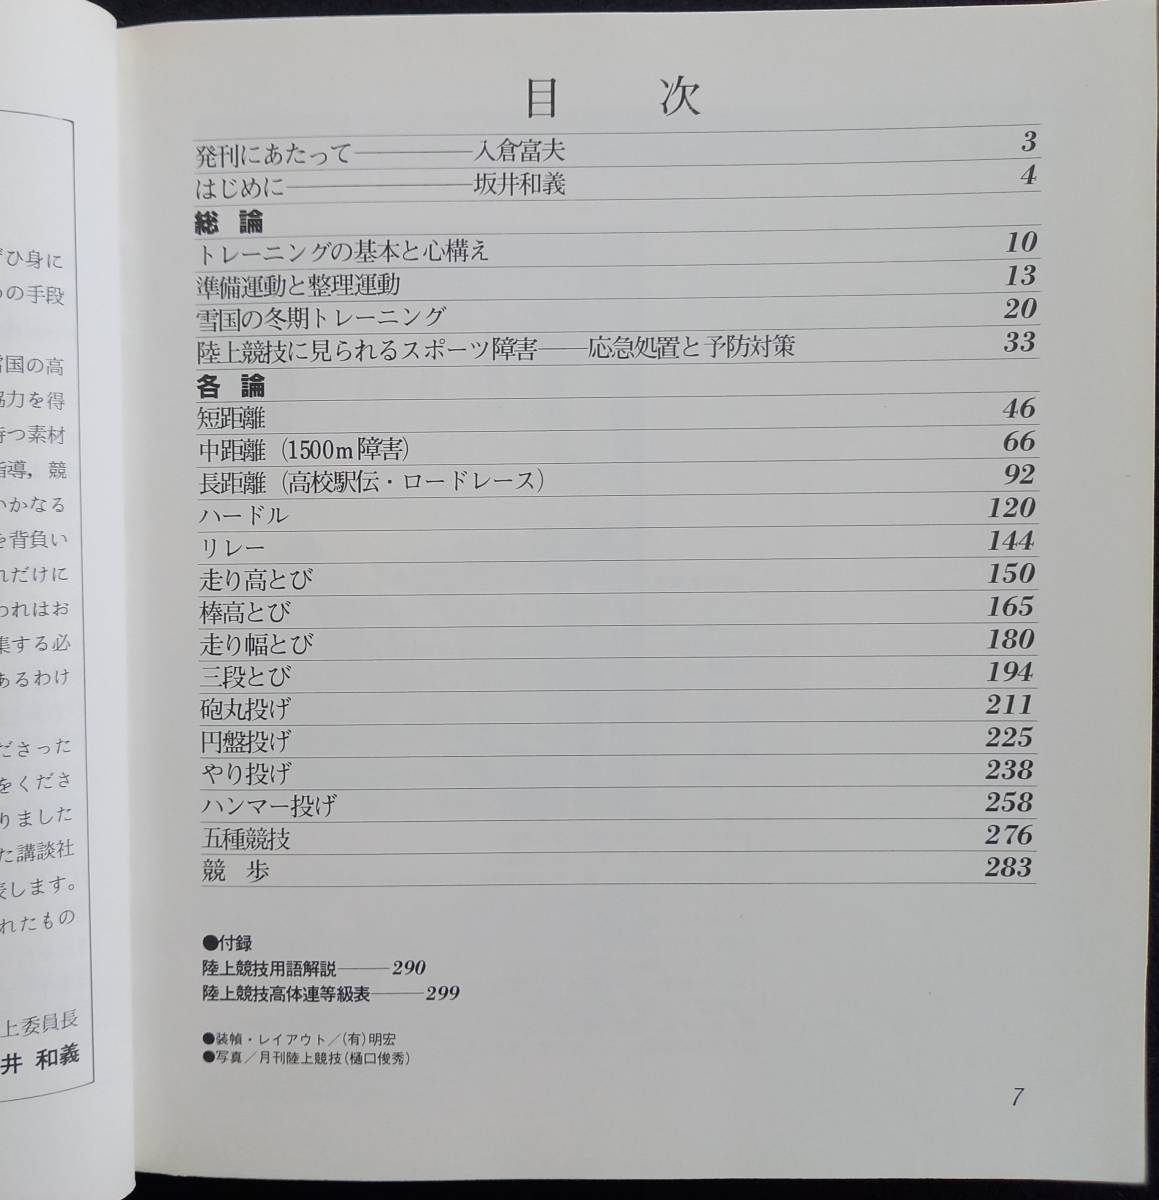 ひ身に
の手段
国の高
協力を得
持つ素材
指導，競
いかなる
を背負い
れだけに
われはお
集する必
あるわけ
ださった
をくださ
りました
た講談社
表します。
れたもの
上委員長
井 和義
目 次
発刊にあたって————入倉富夫 3
はじめに————坂井和義 4
総 論
トレーニングの基本と心構え 10
準備運動と整理運動 13
雪国の冬期トレーニング 20
陸上競技に見られるスポーツ障害——応急処置と予防対策 33
各 論
短距離 46
中距離（1500m障害） 66
長距離（高校駅伝・ロードレース） 92
ハードル 120
リレー 144
走り高とび 150
棒高とび 165
走り幅とび 180
三段とび 194
砲丸投げ 211
円盤投げ 225
やり投げ 238
ハンマー投げ 258
五種競技 276
競 歩 283
●付録
陸上競技用語解説———290
陸上競技高体連等級表———299
●装幀・レイアウト／(有)明宏
●写真／月刊陸上競技(樋口俊秀)
7